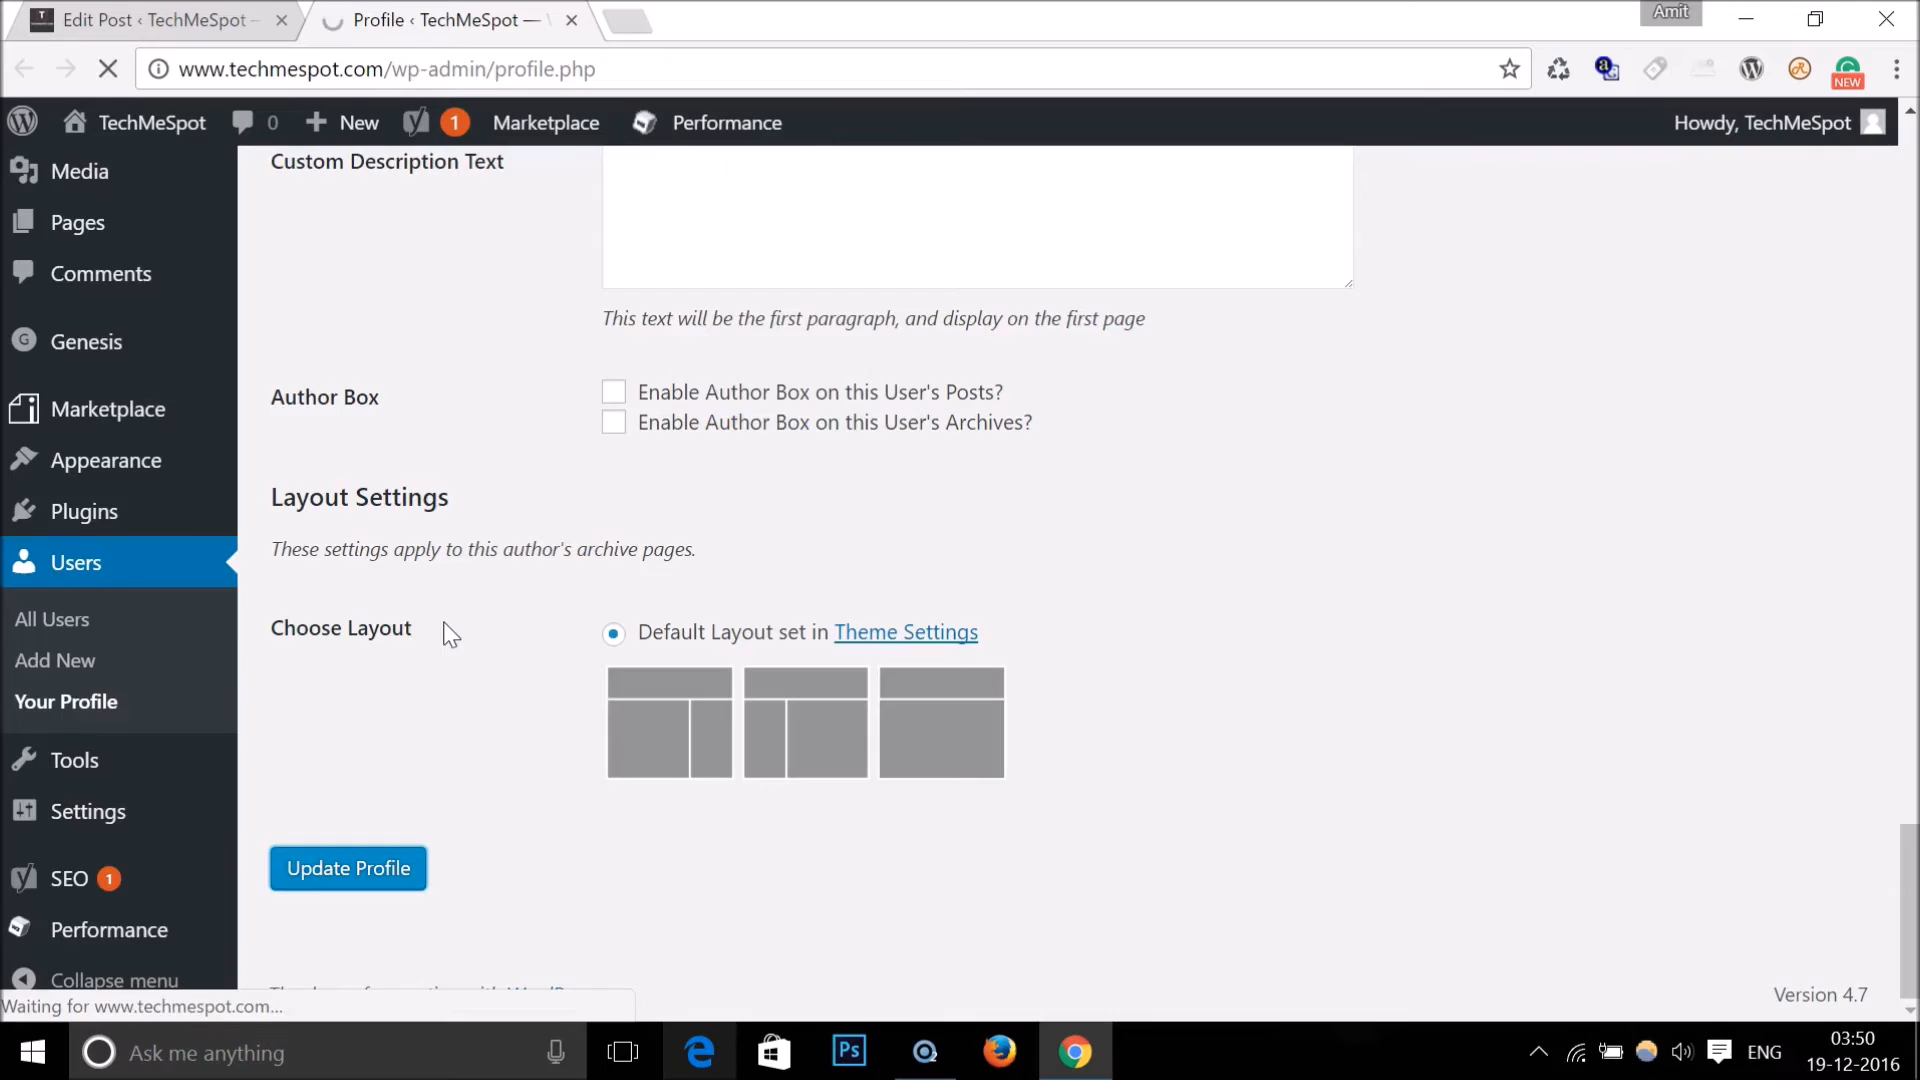 Edit Post ‹ TechMeSpot –
Profile ‹ TechMeSpot —
Amit
www.techmespot.com/wp-admin/profile.php
NEW
TechMeSpot
0
New
1
Marketplace
Performance
Howdy, TechMeSpot
Media
Pages
Comments
Genesis
Marketplace
Appearance
Plugins
Users
All Users
Add New
Your Profile
Tools
Settings
SEO 1
Performance
Collapse menu
Custom Description Text
This text will be the first paragraph, and display on the first page
Author Box
Enable Author Box on this User's Posts?
Enable Author Box on this User's Archives?
Layout Settings
These settings apply to this author's archive pages.
Choose Layout
Default Layout set in Theme Settings
Update Profile
Version 4.7
Waiting for www.techmespot.com...
Ask me anything
Ps
ENG
03:50
19-12-2016